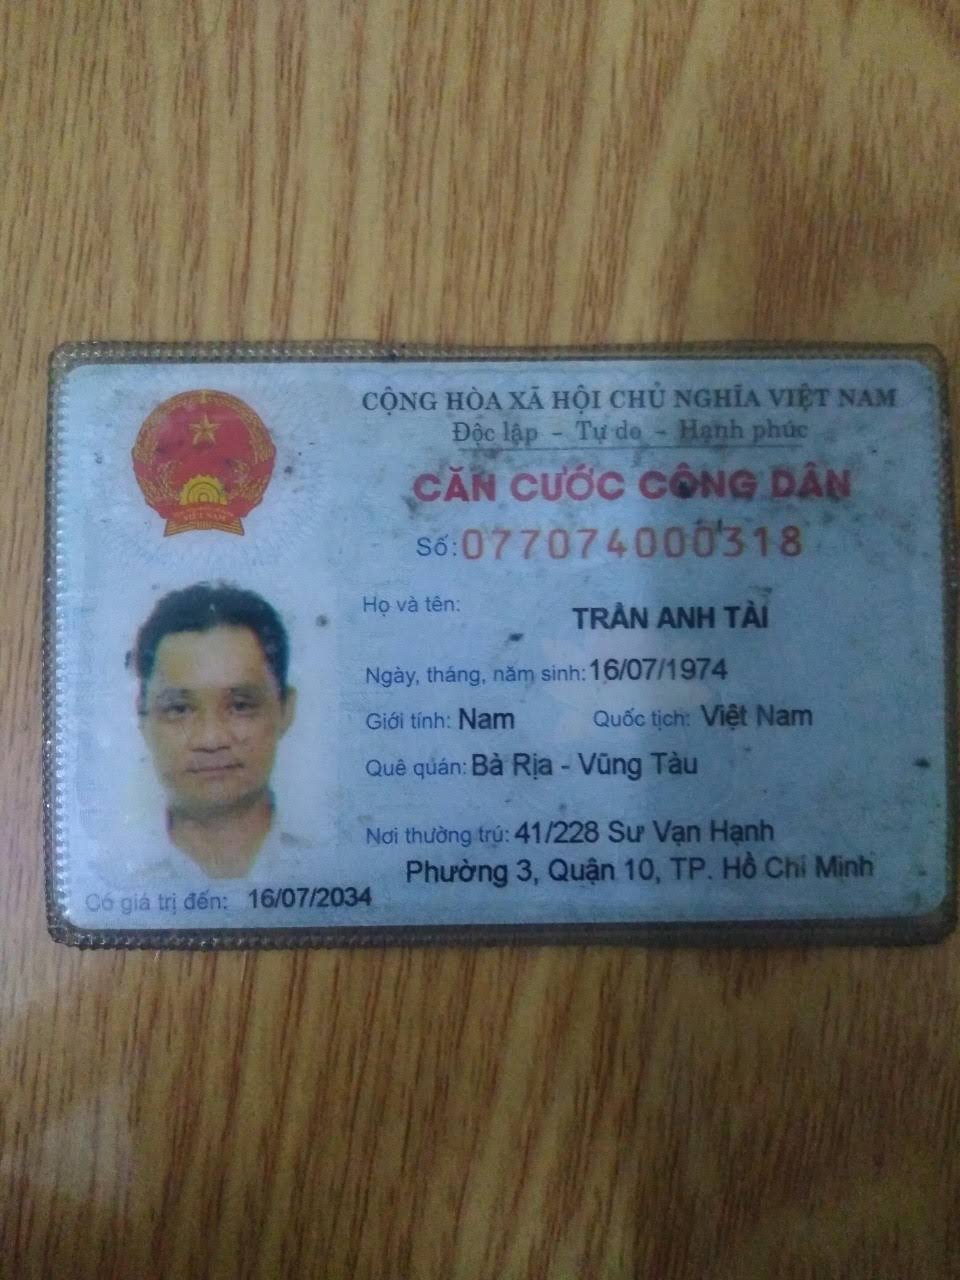 CỘNG HÒA XÃ HỘI CHỦ NGHĨA VIỆT NAM
Độc lập - Tự do - Hạnh phúc
CĂN CƯỚC CÔNG DÂN
Số: 077074000318
Họ và tên: TRẦN ANH TÀI
Ngày, tháng, năm sinh: 16/07/1974
Giới tính: Nam Quốc tịch: Việt Nam
Quê quán: Bà Rịa - Vũng Tàu
Nơi thường trú: 41/228 Sư Vạn Hạnh
Phường 3, Quận 10, TP. Hồ Chí Minh
Có giá trị đến: 16/07/2034